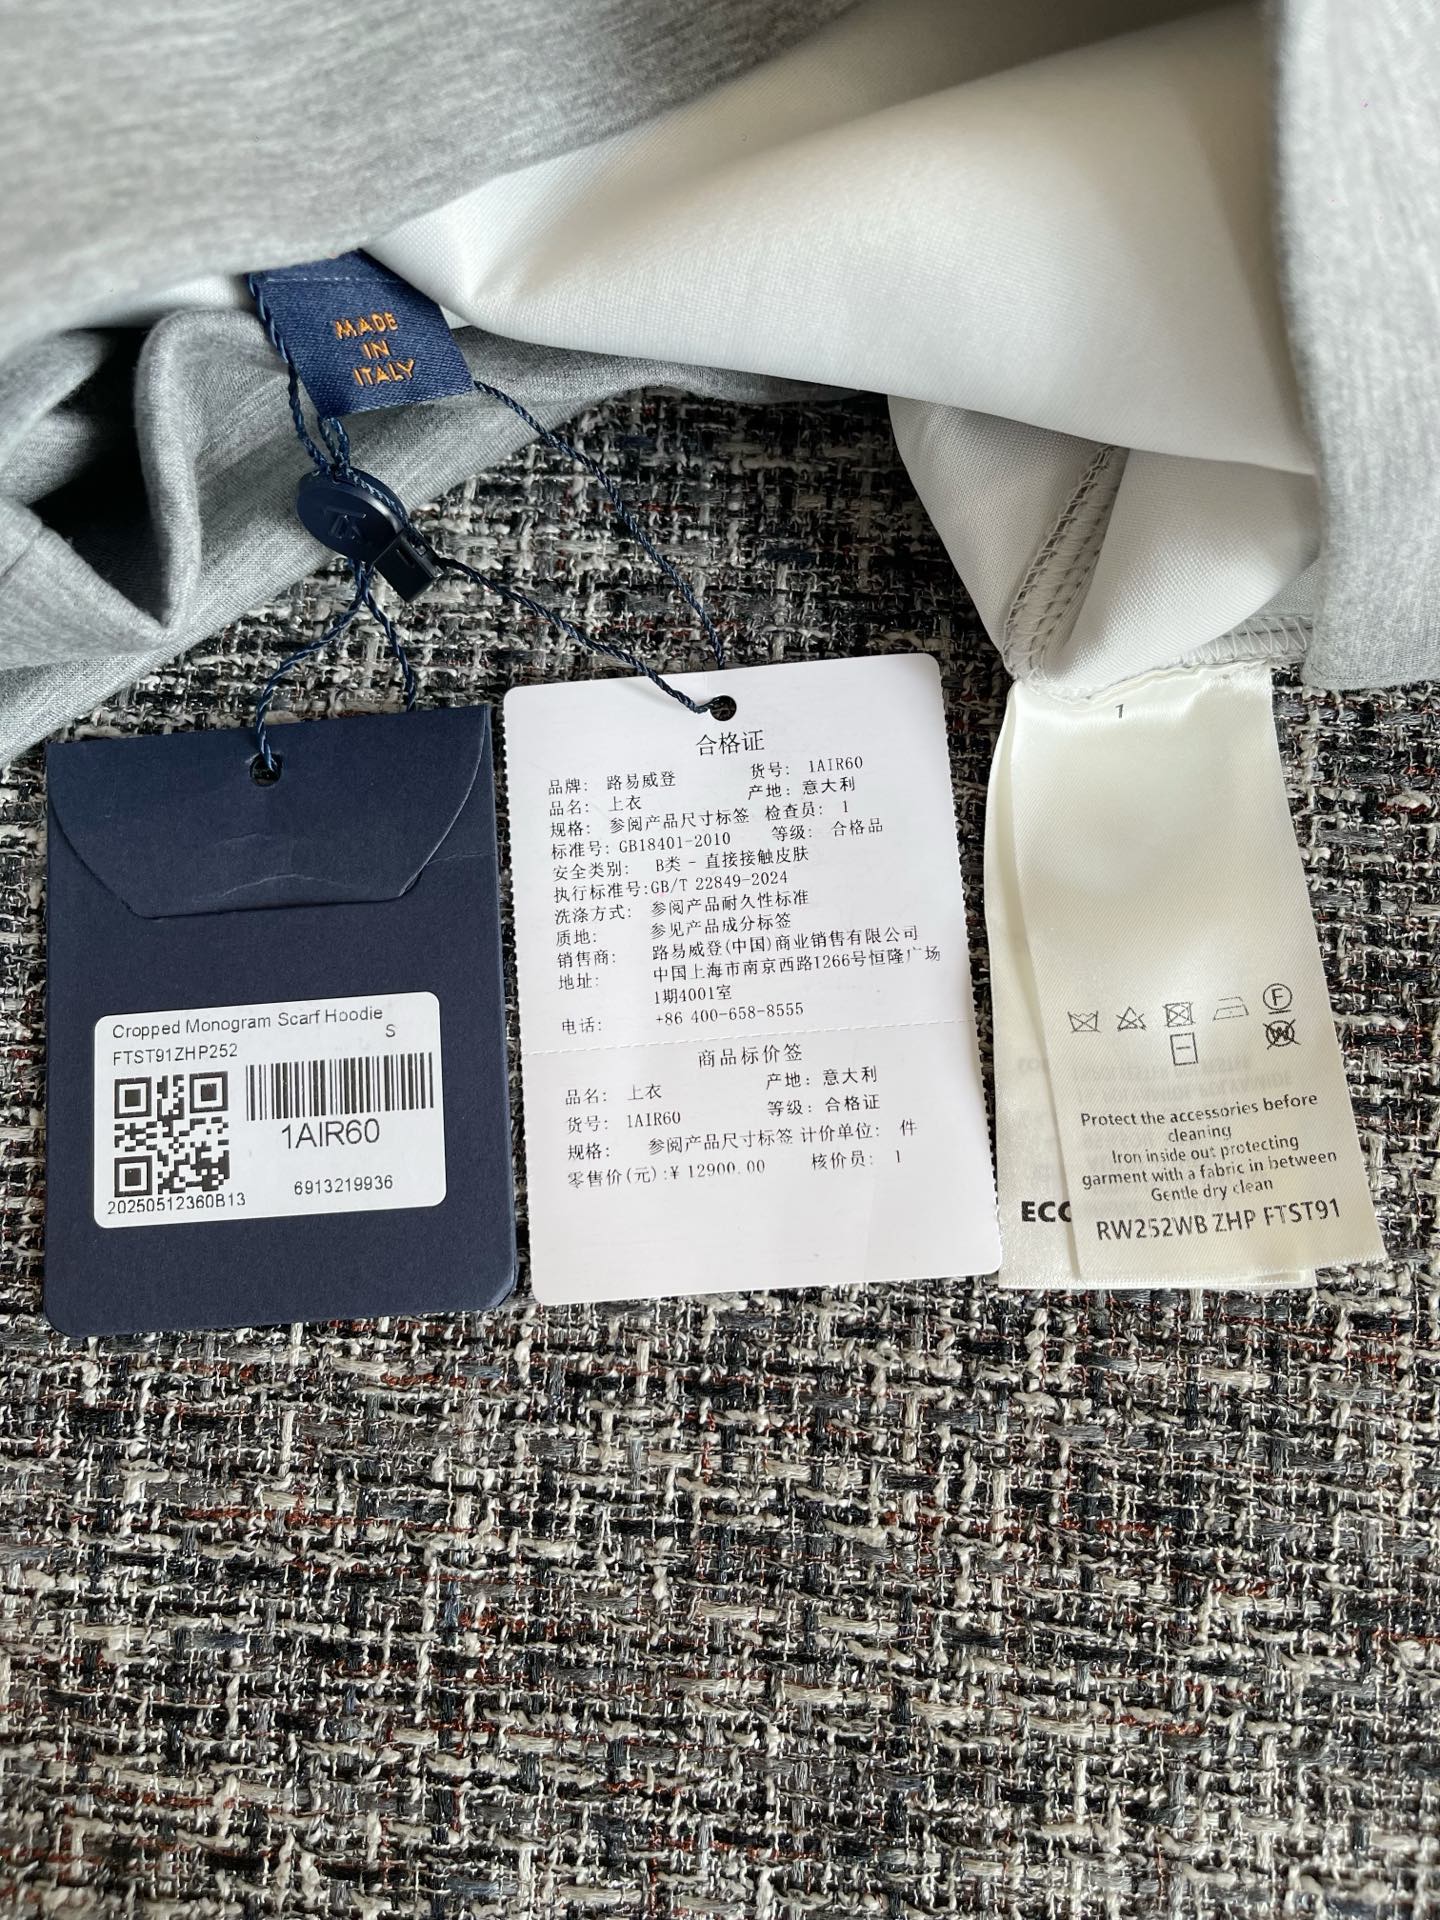 MADE
IN
ITALY
Cropped Monogram Scarf Hoodie
S
FTST91ZHP252
1AIR60
20250512360B13
6913219936
合格证
品牌: 路易威登 货号: 1AIR60
品名: 上衣 产地: 意大利
规格: 参阅产品尺寸标签 检查员: 1
标准号: GB18401-2010 等级: 合格品
安全类别: B类 - 直接接触皮肤
执行标准号:GB/T 22849-2024
洗涤方式: 参阅产品耐久性标准
质地: 参见产品成分标签
销售商: 路易威登(中国)商业销售有限公司
地址: 中国上海市南京西路1266号恒隆广场
1期4001室
电话: +86 400-658-8555
商品标价签
品名: 上衣 产地: 意大利
货号: 1AIR60 等级: 合格证
规格: 参阅产品尺寸标签 计价单位: 件
零售价(元):¥ 12900.00 核价员: 1
1
F
W
Protect the accessories before
cleaning
Iron inside out protecting
garment with a fabric in between
Gentle dry clean
RW252WB ZHP FTST91